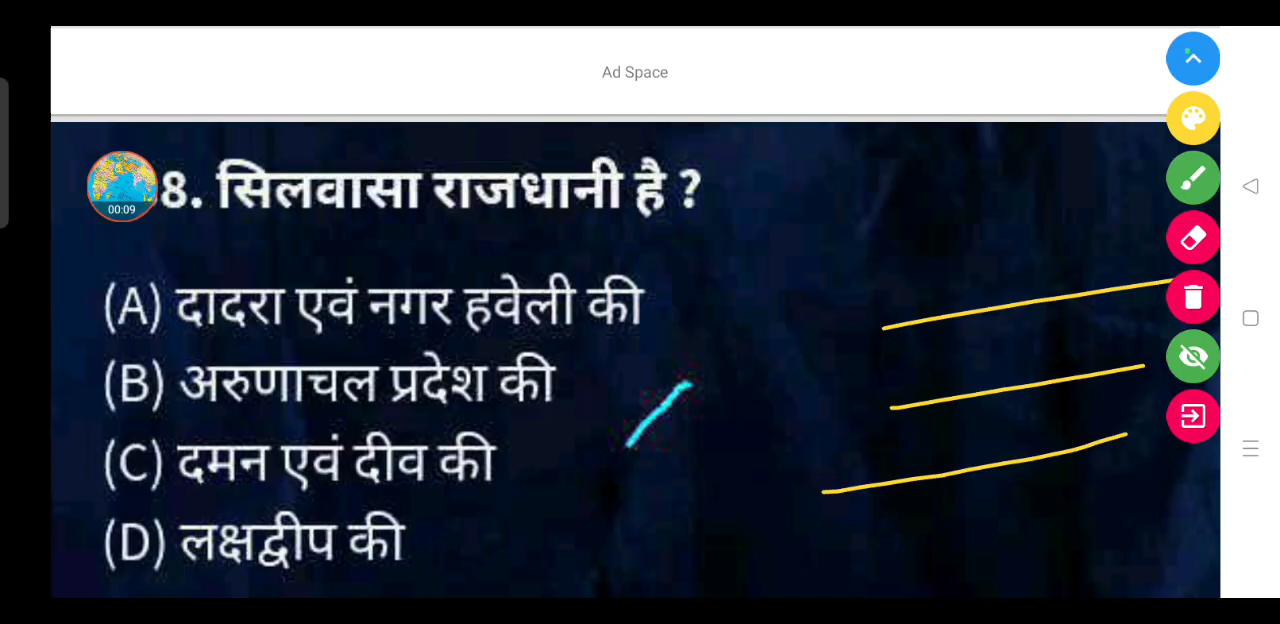 Ad Space
00:09
8. सिलवासा राजधानी है ?
(A) दादरा एवं नगर हवेली की
(B) अरुणाचल प्रदेश की
(C) दमन एवं दीव की
(D) लक्षद्वीप की